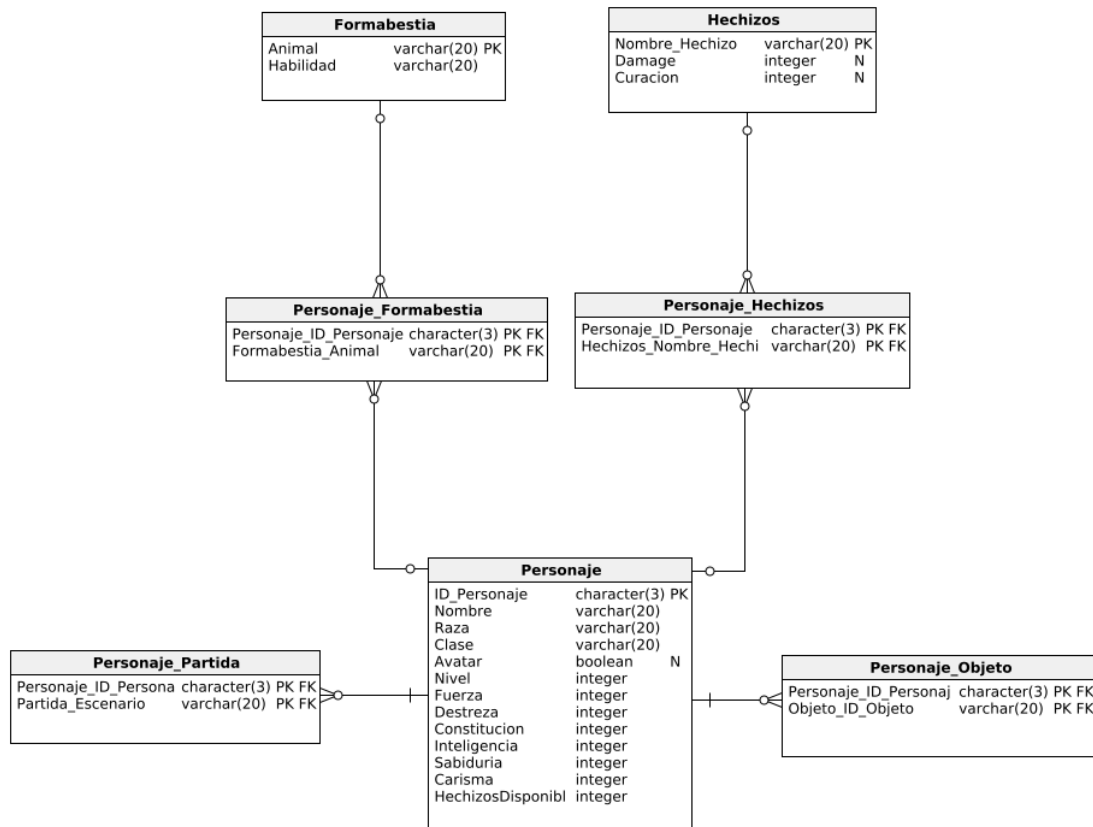 Formabestia
Animal varchar(20) PK
Habilidad varchar(20)
Hechizos
Nombre_Hechizo varchar(20) PK
Damage integer N
Curacion integer N
Personaje_Formabestia
Personaje_ID_Personaje character(3) PK FK
Formabestia_Animal varchar(20) PK FK
Personaje_Hechizos
Personaje_ID_Personaje character(3) PK FK
Hechizos_Nombre_Hechi varchar(20) PK FK
Personaje
ID_Personaje character(3) PK
Nombre varchar(20)
Raza varchar(20)
Clase varchar(20)
Avatar boolean N
Nivel integer
Fuerza integer
Destreza integer
Constitucion integer
Inteligencia integer
Sabiduria integer
Carisma integer
HechizosDisponibl integer
Personaje_Partida
Personaje_ID_Persona character(3) PK FK
Partida_Escenario varchar(20) PK FK
Personaje_Objeto
Personaje_ID_Personaj character(3) PK FK
Objeto_ID_Objeto varchar(20) PK FK